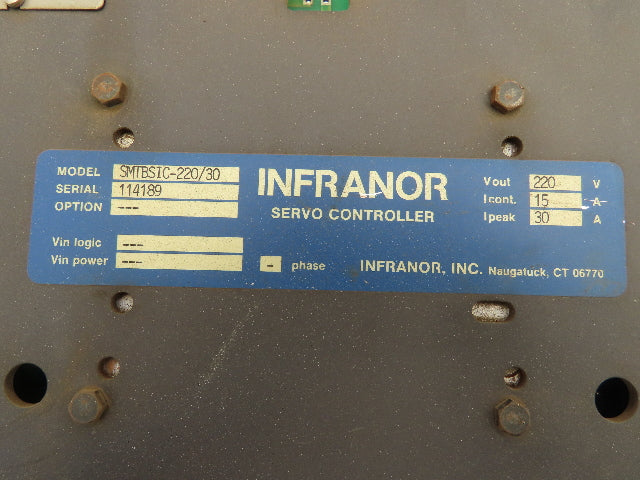 MODEL SMTBSIC-220/30
SERIAL 114189
OPTION ---
INFRANOR
SERVO CONTROLLER
Vout 220 V
Icont. 15 A
Ipeak 30 A
Vin logic ---
Vin power ---
- phase
INFRANOR, INC. Naugatuck, CT 06770